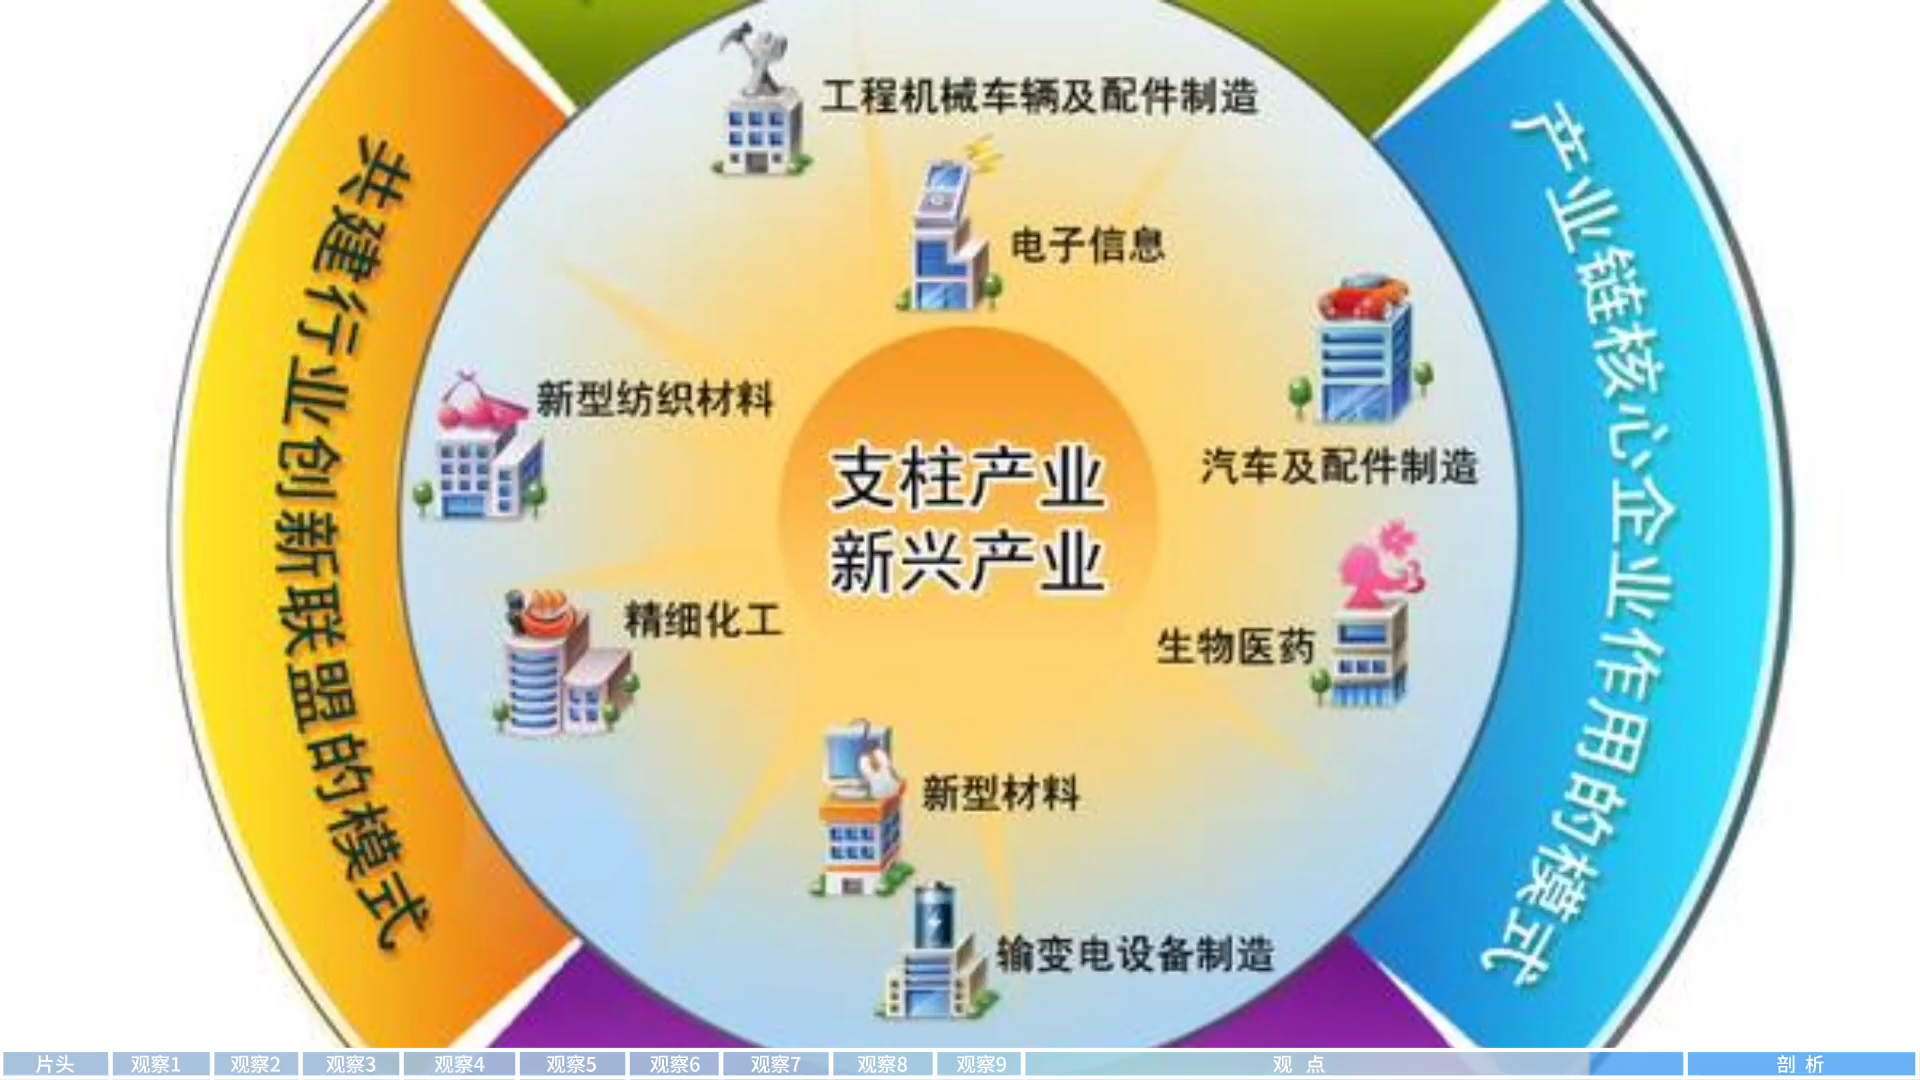 工程机械车辆及配件制造
电子信息
共建行业创新联盟的模式
产业链核心企业作用的模式
新型纺织材料
汽车及配件制造
支柱产业
新兴产业
精细化工
生物医药
新型材料
输变电设备制造
片头 观察1 观察2 观察3 观察4 观察5 观察6 观察7 观察8 观察9 观 点 剖 析